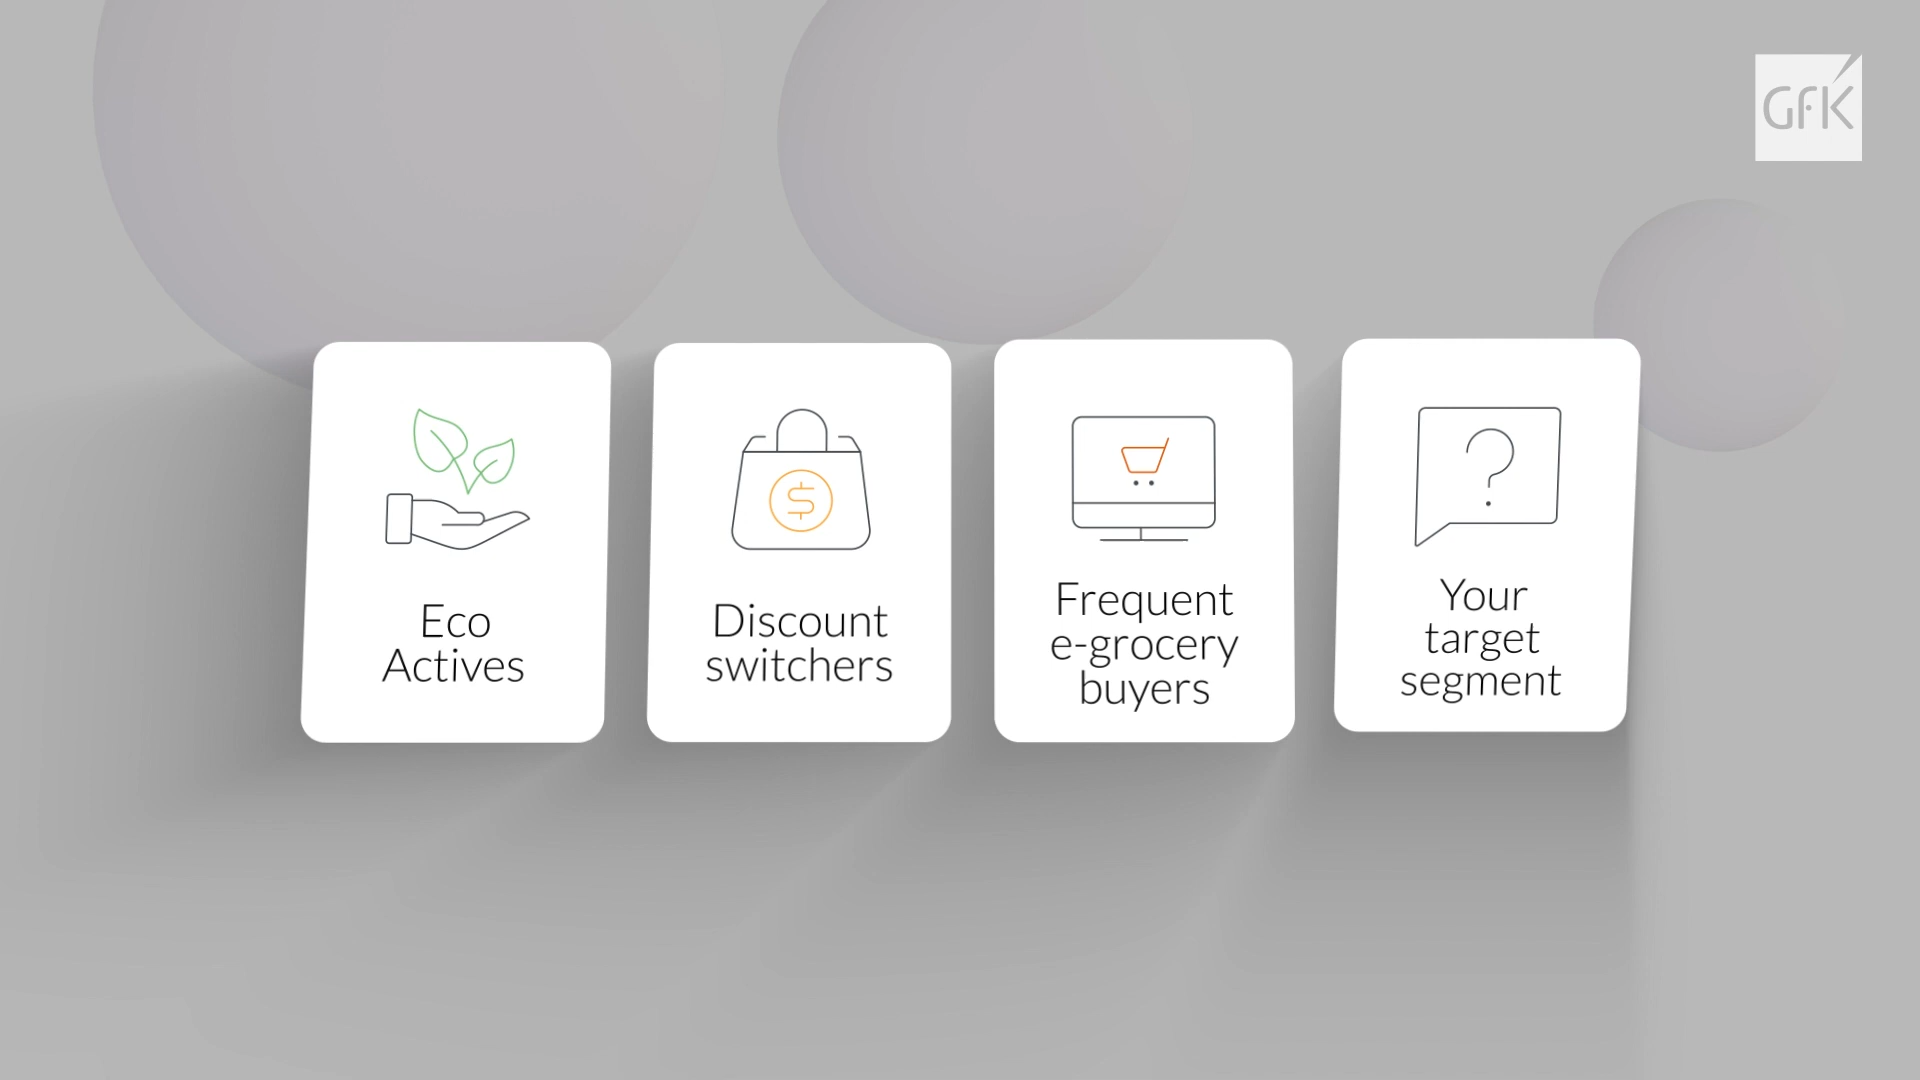 GfK
Eco
Actives
$
Discount
switchers
Frequent
e-grocery
buyers
?
Your
target
segment